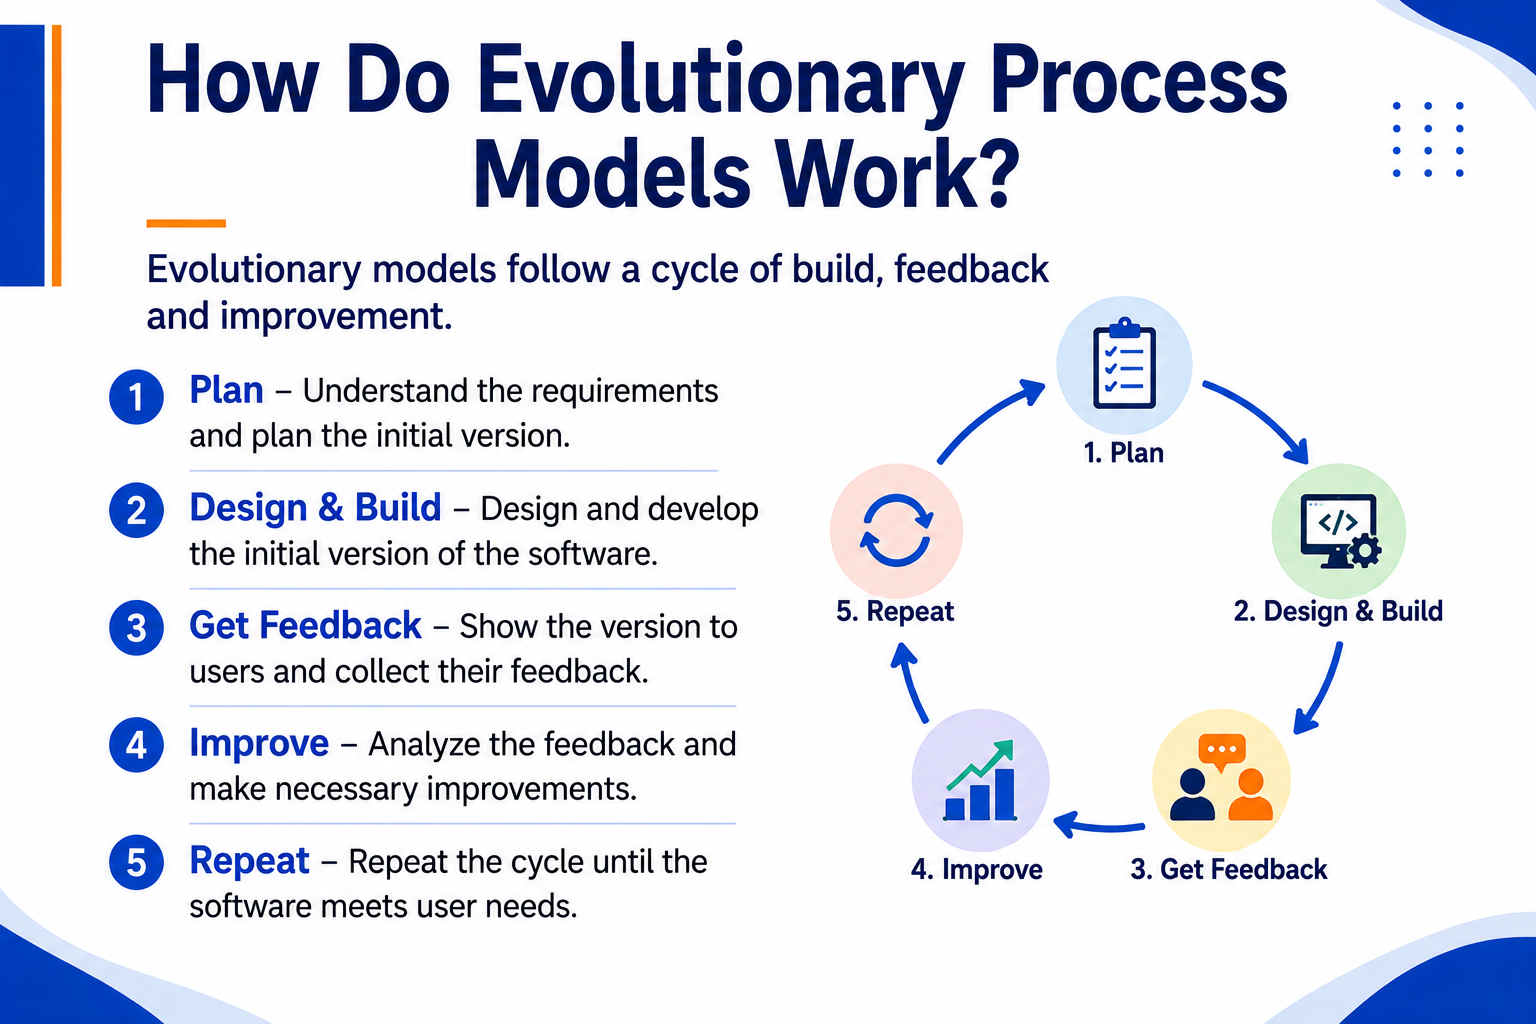 How Do Evolutionary Process
Models Work?
Evolutionary models follow a cycle of build, feedback
and improvement.
1 Plan – Understand the requirements
and plan the initial version.
2 Design & Build – Design and develop
the initial version of the software.
3 Get Feedback – Show the version to
users and collect their feedback.
4 Improve – Analyze the feedback and
make necessary improvements.
5 Repeat – Repeat the cycle until the
software meets user needs.
1. Plan
</>
2. Design & Build
3. Get Feedback
4. Improve
5. Repeat